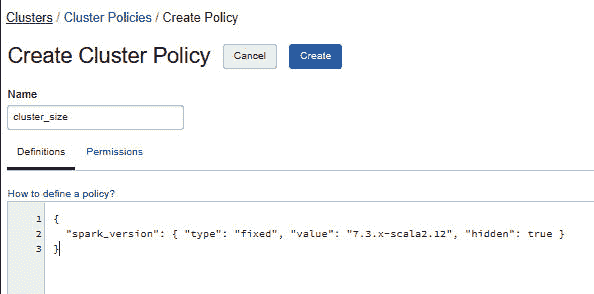 Clusters / Cluster Policies / Create Policy
Create Cluster Policy Cancel Create
Name
cluster_size
Definitions Permissions
How to define a policy?
1 {
2 "spark_version": { "type": "fixed", "value": "7.3.x-scala2.12", "hidden": true }
3 }